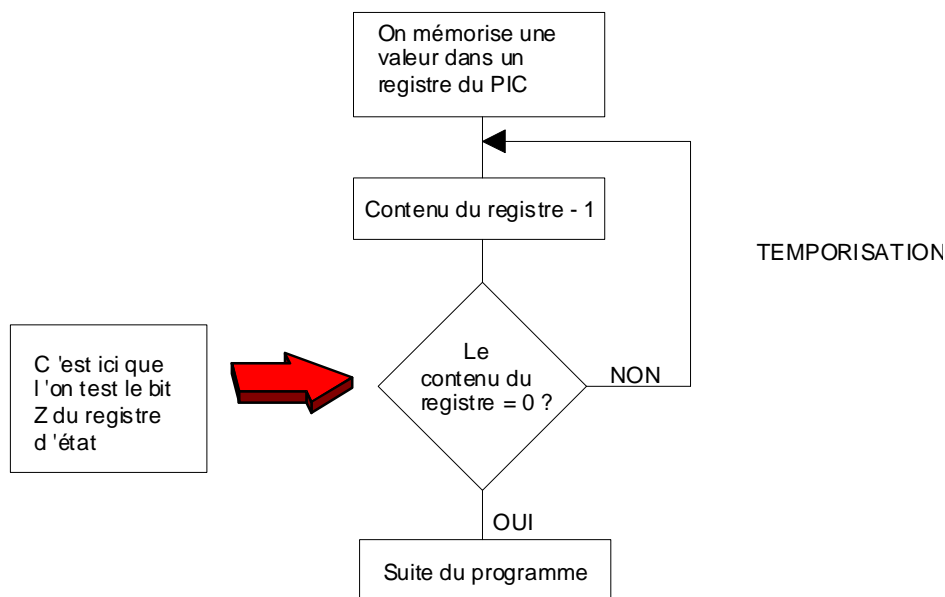 On mémorise une
valeur dans un
registre du PIC
Contenu du registre - 1
TEMPORISATION
C 'est ici que
l'on test le bit
Z du registre
d 'état
Le
contenu du
registre = 0 ?
NON
OUI
Suite du programme